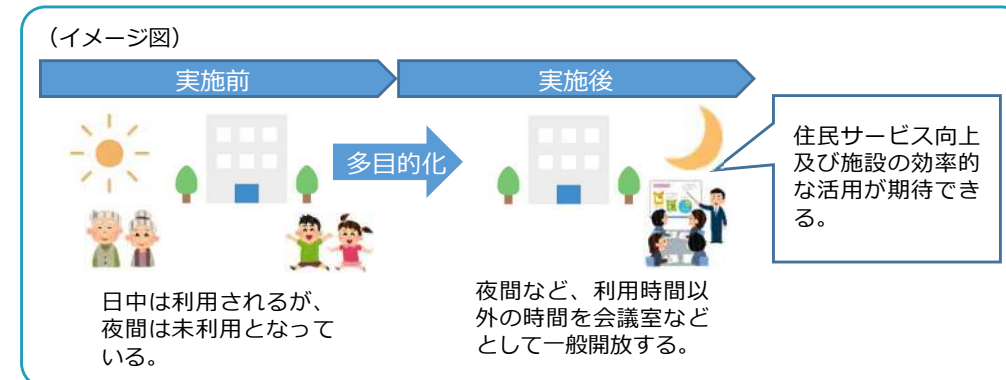 （イメージ図）
実施前
実施後
多目的化
住民サービス向上
及び施設の効率的
な活用が期待でき
る。
日中は利用されるが、
夜間は未利用となって
いる。
夜間など、利用時間以
外の時間を会議室など
として一般開放する。